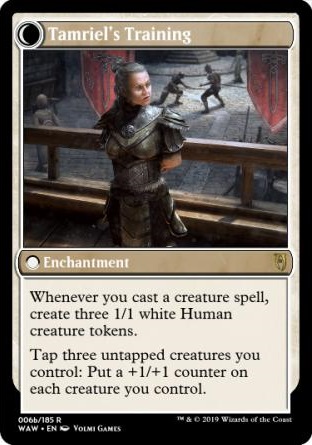 Tamriel's Training
Enchantment
Whenever you cast a creature spell,
create three 1/1 white Human
creature tokens.
Tap three untapped creatures you
control: Put a +1/+1 counter on
each creature you control.
006b/185 R
WAW • EN Volmi Games
™ & © 2019 Wizards of the Coast